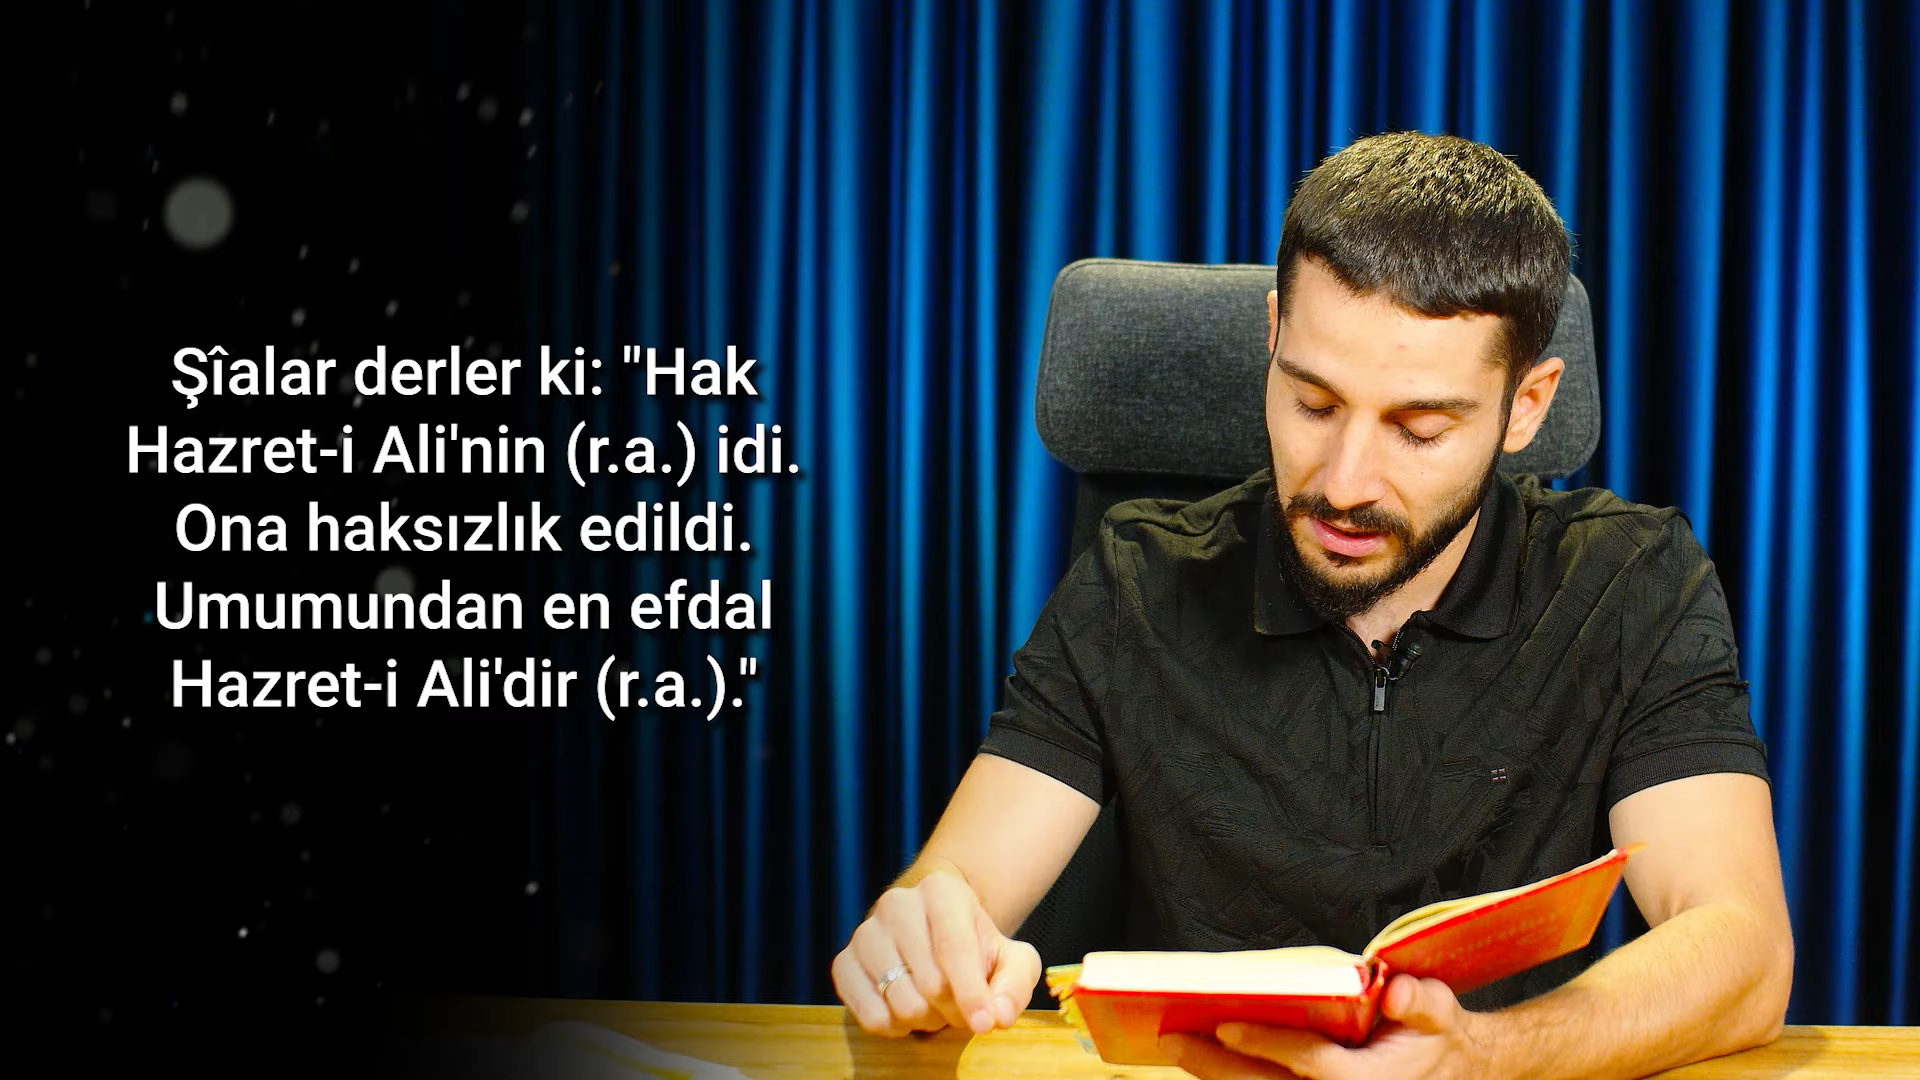 Şîalar derler ki: "Hak
Hazret-i Ali'nin (r.a.) idi.
Ona haksızlık edildi.
Umumundan en efdal
Hazret-i Ali'dir (r.a.)."